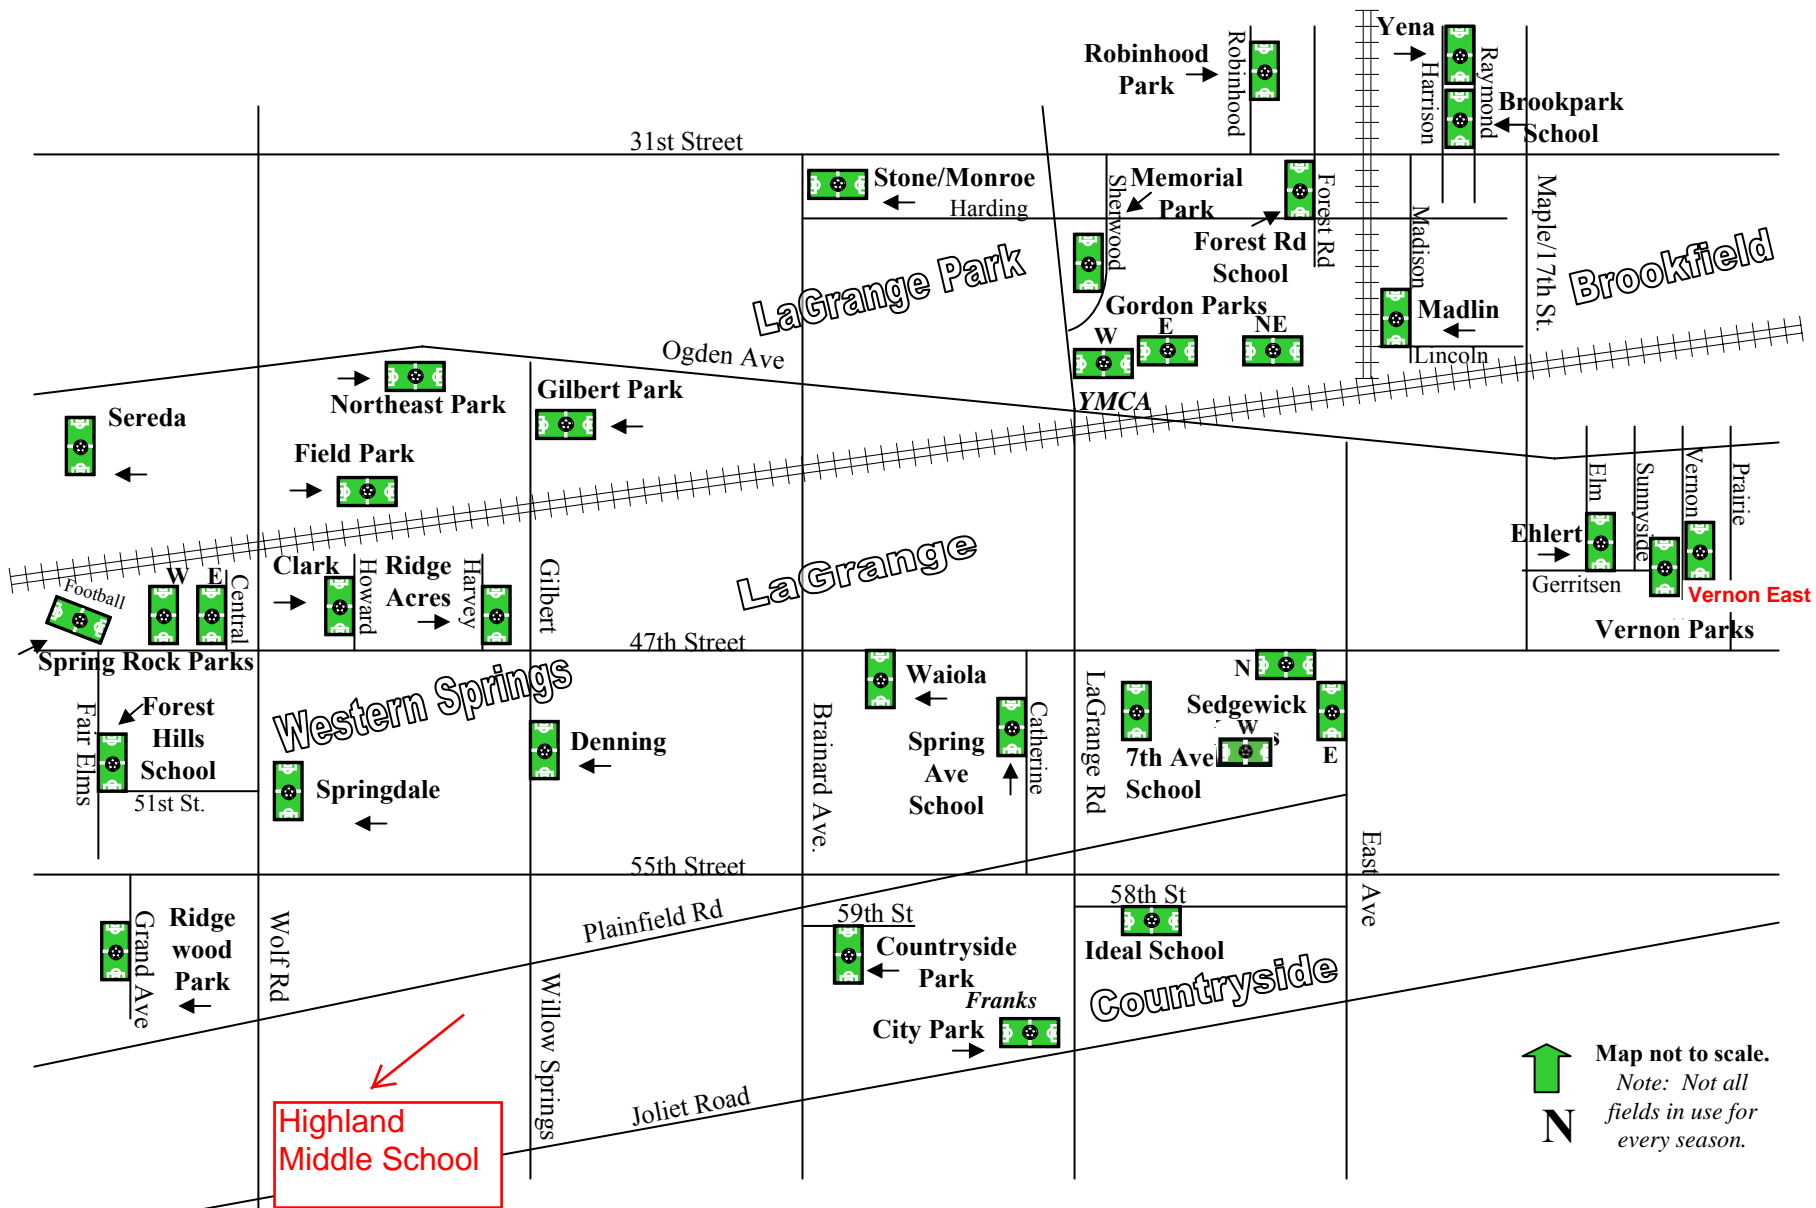 Yena
Robinhood
Park
Robinhood
Harrison
Raymond
Brookpark
School
31st Street
Stone/Monroe
Harding
Sherwood
Memorial
Park
Forest Rd
School
Forest Rd
Madison
Maple/17th St.
Brookfield
LaGrange Park
Gordon Parks
W
E
NE
Madlin
Lincoln
Ogden Ave
YMCA
Northeast Park
Gilbert Park
Sereda
Field Park
Elm
Sunnyside
Vernon
Prairie
Ehlert
Gerritsen
Vernon East
Vernon Parks
LaGrange
Football
W
E
Central
Clark
Howard
Ridge
Acres
Harvey
Gilbert
47th Street
Spring Rock Parks
Western Springs
Fair Elms
Forest
Hills
School
51st St.
Springdale
Denning
Brainard Ave.
Waiola
Spring
Ave
School
Catherine
LaGrange Rd
7th Ave
School
N
Sedgewick
W
E
East Ave
55th Street
58th St
Ideal School
59th St
Countryside
Park
Plainfield Rd
Grand Ave
Ridge
wood
Park
Wolf Rd
Willow Springs
Franks
City Park
Countryside
Joliet Road
Highland
Middle School
Map not to scale.
Note: Not all
fields in use for
every season.
N